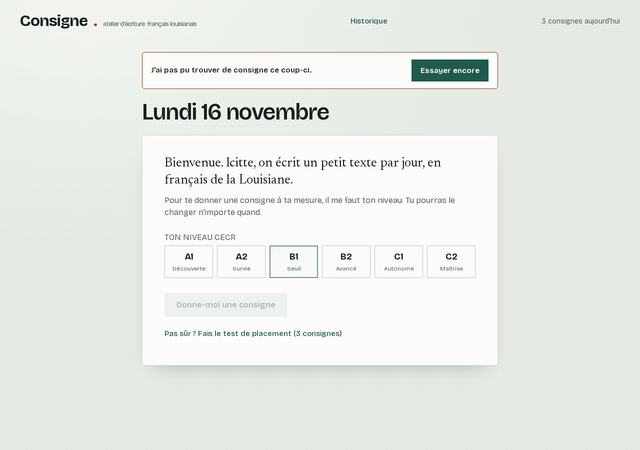 Consigne
atelier d'écriture · français louisianais
Historique
3 consignes aujourd'hui
J'ai pas pu trouver de consigne ce coup-ci.
Essayer encore
Lundi 16 novembre
Bienvenue. Icitte, on écrit un petit texte par jour, en
français de la Louisiane.
Pour te donner une consigne à ta mesure, il me faut ton niveau. Tu pourras le
changer n'importe quand.
TON NIVEAU CECR
A1
Découverte
A2
Survie
B1
Seuil
B2
Avancé
C1
Autonome
C2
Maîtrise
Donne-moi une consigne
Pas sûr ? Fais le test de placement (3 consignes)